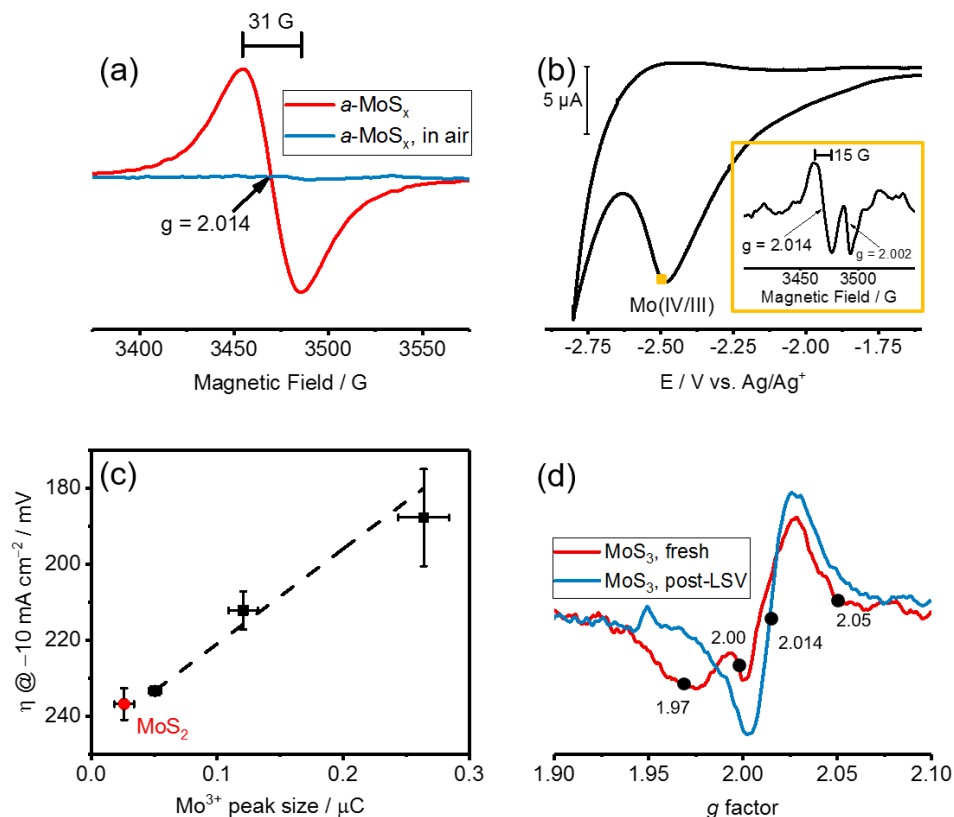 (a)
31 G
a-MoSₓ
a-MoSₓ, in air
g = 2.014
3400
3450
3500
3550
Magnetic Field / G
(b)
5 µA
15 G
g = 2.014
g = 2.002
3450
3500
Magnetic Field / G
Mo(IV/III)
-2.75
-2.50
-2.25
-2.00
-1.75
E / V vs. Ag/Ag⁺
(c)
180
200
220
240
η @ −10 mA cm⁻² / mV
MoS₂
0.0
0.1
0.2
0.3
Mo³⁺ peak size / µC
(d)
MoS₃, fresh
MoS₃, post-LSV
2.05
2.00
2.014
1.97
1.90
1.95
2.00
2.05
2.10
g factor